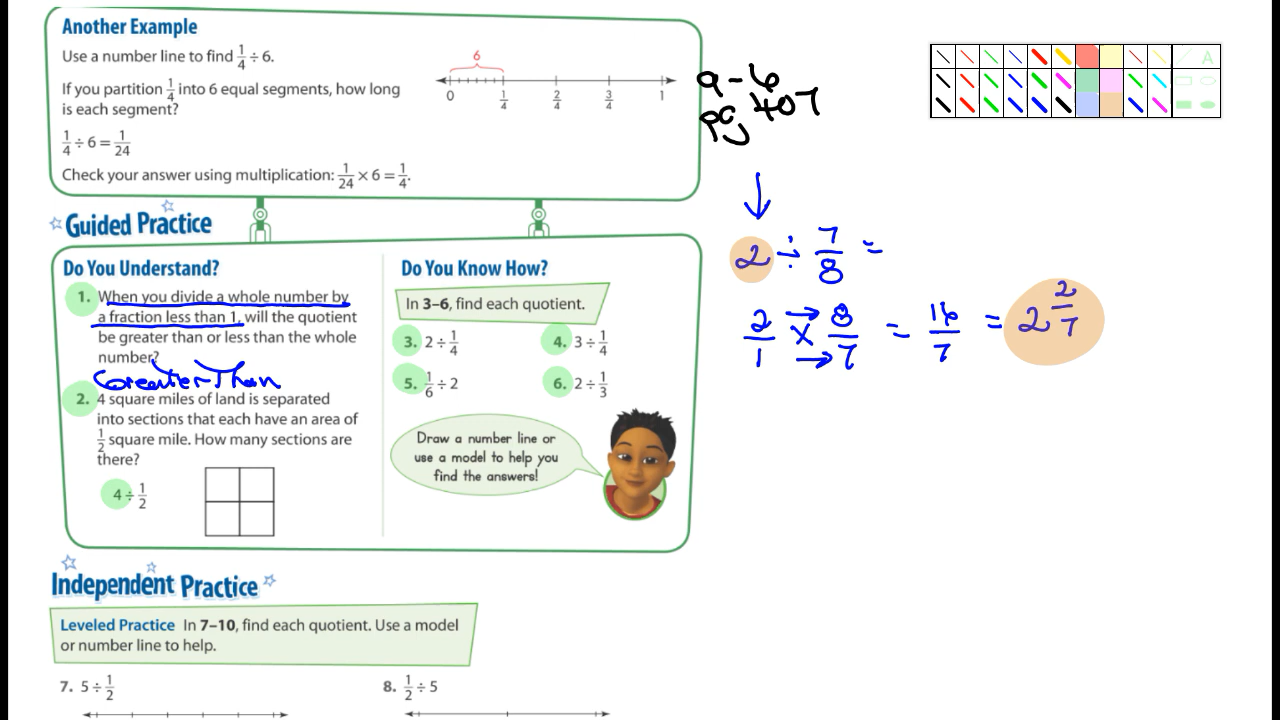 Another Example
Use a number line to find 1/4 ÷ 6.
If you partition 1/4 into 6 equal segments, how long
is each segment?
1/4 ÷ 6 = 1/24
Check your answer using multiplication: 1/24 × 6 = 1/4.
6
0 1/4 2/4 3/4 1
9-6
pg 407
A
Guided Practice
Do You Understand?
1. When you divide a whole number by
a fraction less than 1, will the quotient
be greater than or less than the whole
number?
Greater Than
2. 4 square miles of land is separated
into sections that each have an area of
1/2 square mile. How many sections are
there?
4 ÷ 1/2
Do You Know How?
In 3–6, find each quotient.
3. 2 ÷ 1/4
4. 3 ÷ 1/4
5. 1/6 ÷ 2
6. 2 ÷ 1/3
Draw a number line or
use a model to help you
find the answers!
2 ÷ 7/8 =
2/1 × 8/7 = 16/7 = 2 2/7
Independent Practice
Leveled Practice In 7–10, find each quotient. Use a model
or number line to help.
7. 5 ÷ 1/2
8. 1/2 ÷ 5